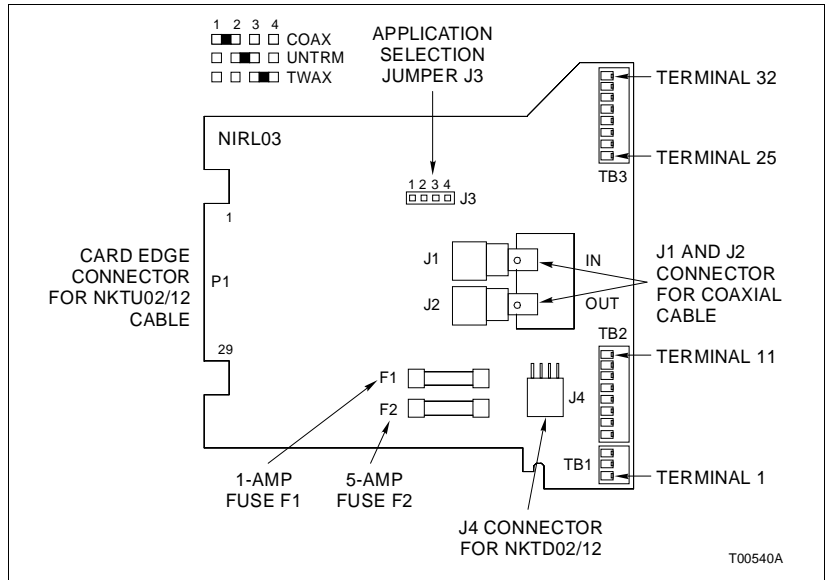 1 2 3 4
COAX
UNTRM
TWAX
APPLICATION
SELECTION
JUMPER J3
TERMINAL 32
NIRL03
TERMINAL 25
TB3
1 2 3 4
J3
1
CARD EDGE
CONNECTOR
FOR NKTU02/12
CABLE
P1
J1
IN
J2
OUT
J1 AND J2
CONNECTOR
FOR COAXIAL
CABLE
TB2
29
TERMINAL 11
F1
F2
J4
TB1
TERMINAL 1
1-AMP
FUSE F1
5-AMP
FUSE F2
J4 CONNECTOR
FOR NKTD02/12
T00540A